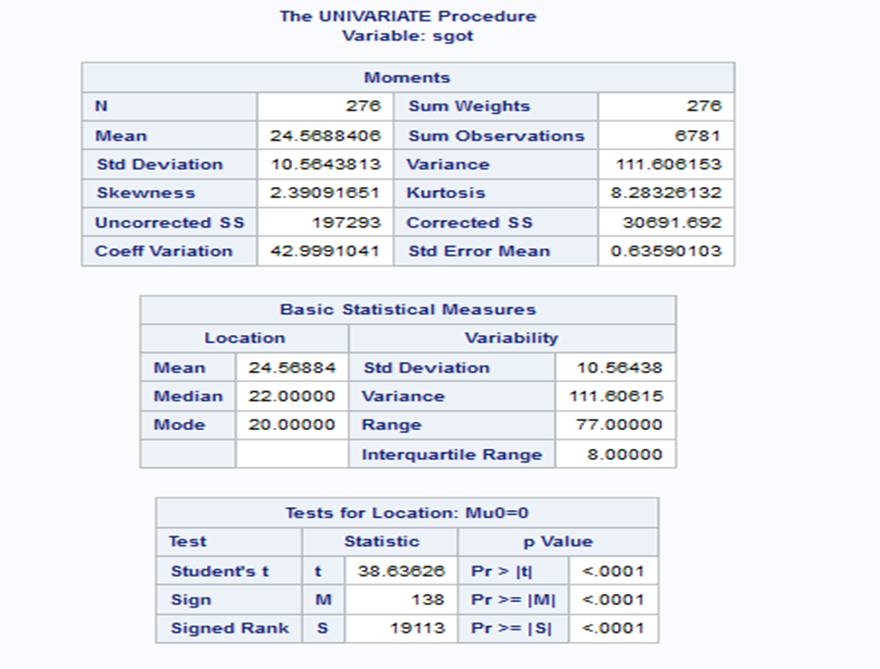 The UNIVARIATE Procedure
Variable: sgot
Moments
N 276 Sum Weights 276
Mean 24.5688406 Sum Observations 6781
Std Deviation 10.5643813 Variance 111.606153
Skewness 2.39091651 Kurtosis 8.28326132
Uncorrected SS 197293 Corrected SS 30691.692
Coeff Variation 42.9991041 Std Error Mean 0.63590103
Basic Statistical Measures
Location Variability
Mean 24.56884 Std Deviation 10.56438
Median 22.00000 Variance 111.60615
Mode 20.00000 Range 77.00000
Interquartile Range 8.00000
Tests for Location: Mu0=0
Test Statistic p Value
Student's t t 38.63626 Pr > |t| <.0001
Sign M 138 Pr >= |M| <.0001
Signed Rank S 19113 Pr >= |S| <.0001